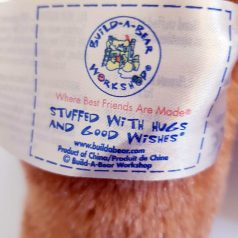 BUILD-A-BEAR
WORKSHOP®
Where Best Friends Are Made®
STUFFED WITH HUGS
AND GOOD WISHES®
www.buildabear.com
Product of China/Produit de Chine
© Build-A-Bear Workshop